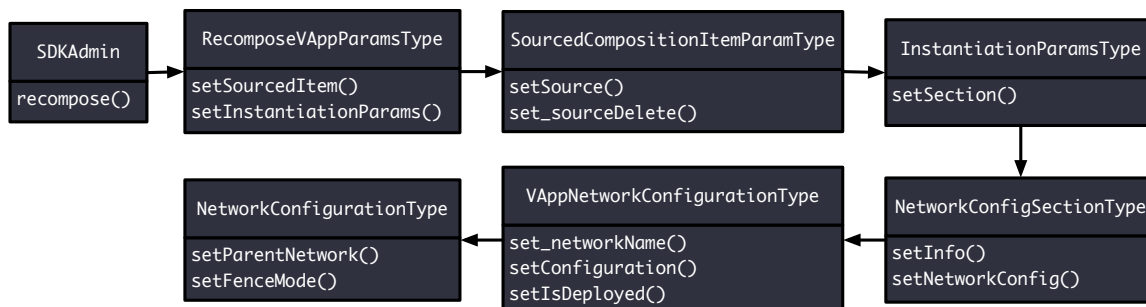 SDKAdmin
recompose()
RecomposeVAppParamsType
setSourcedItem()
setInstantiationParams()
SourcedCompositionItemParamType
setSource()
set_sourceDelete()
InstantiationParamsType
setSection()
NetworkConfigSectionType
setInfo()
setNetworkConfig()
VAppNetworkConfigurationType
set_networkName()
setConfiguration()
setIsDeployed()
NetworkConfigurationType
setParentNetwork()
setFenceMode()